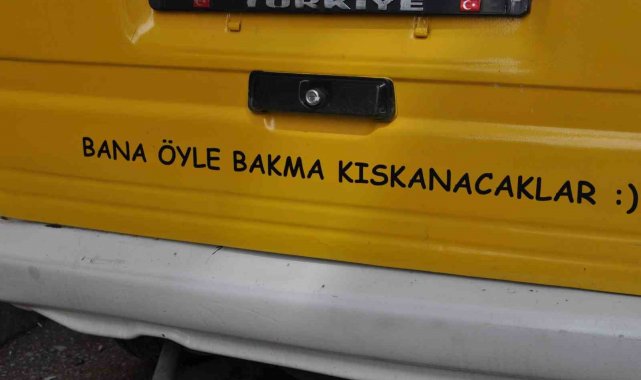 TÜRKİYE
BANA ÖYLE BAKMA KISKANACAKLAR :)